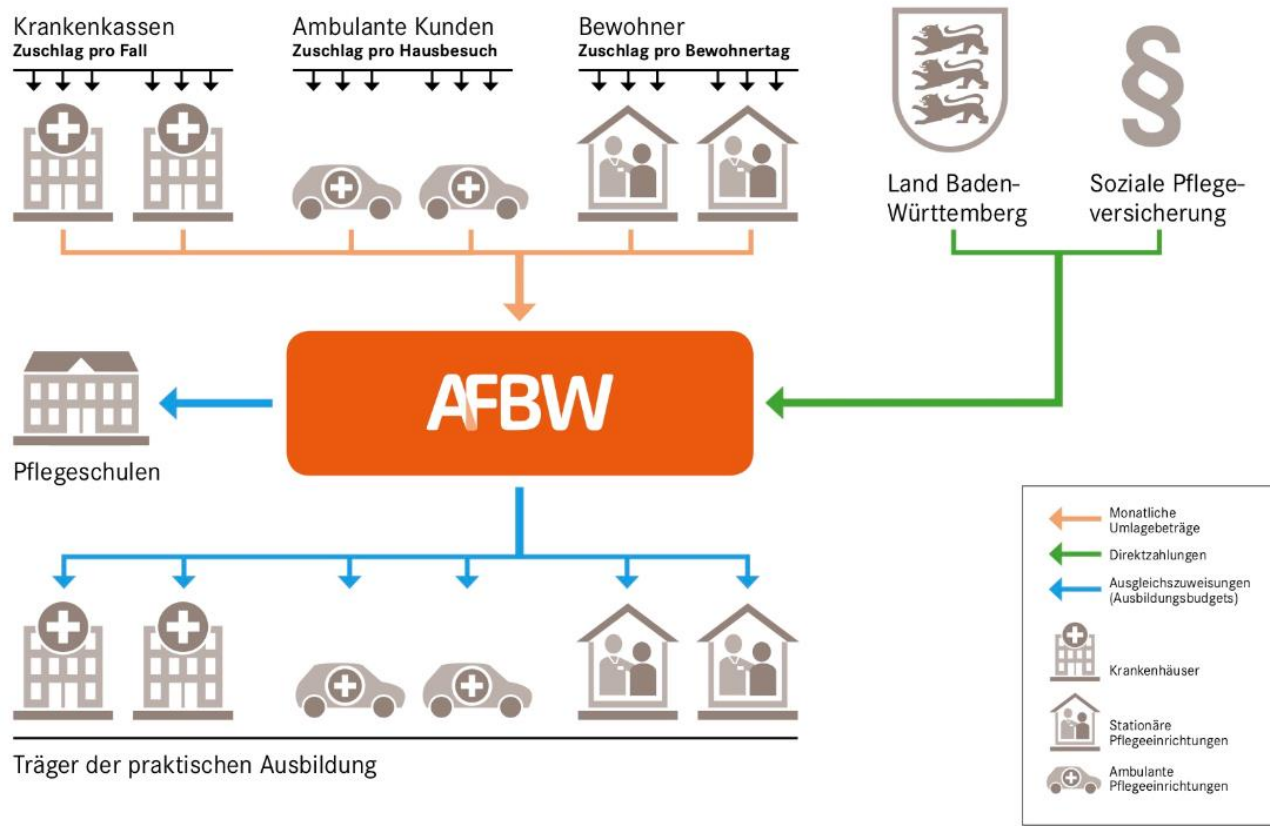 Krankenkassen
Zuschlag pro Fall
Ambulante Kunden
Zuschlag pro Hausbesuch
Bewohner
Zuschlag pro Bewohnertag
Land Baden-
Württemberg
Soziale Pflege-
versicherung
AFBW
Pflegeschulen
Monatliche
Umlagebeträge
Direktzahlungen
Ausgleichszuweisungen
(Ausbildungsbudgets)
Krankenhäuser
Stationäre
Pflegeeinrichtungen
Ambulante
Pflegeeinrichtungen
Träger der praktischen Ausbildung